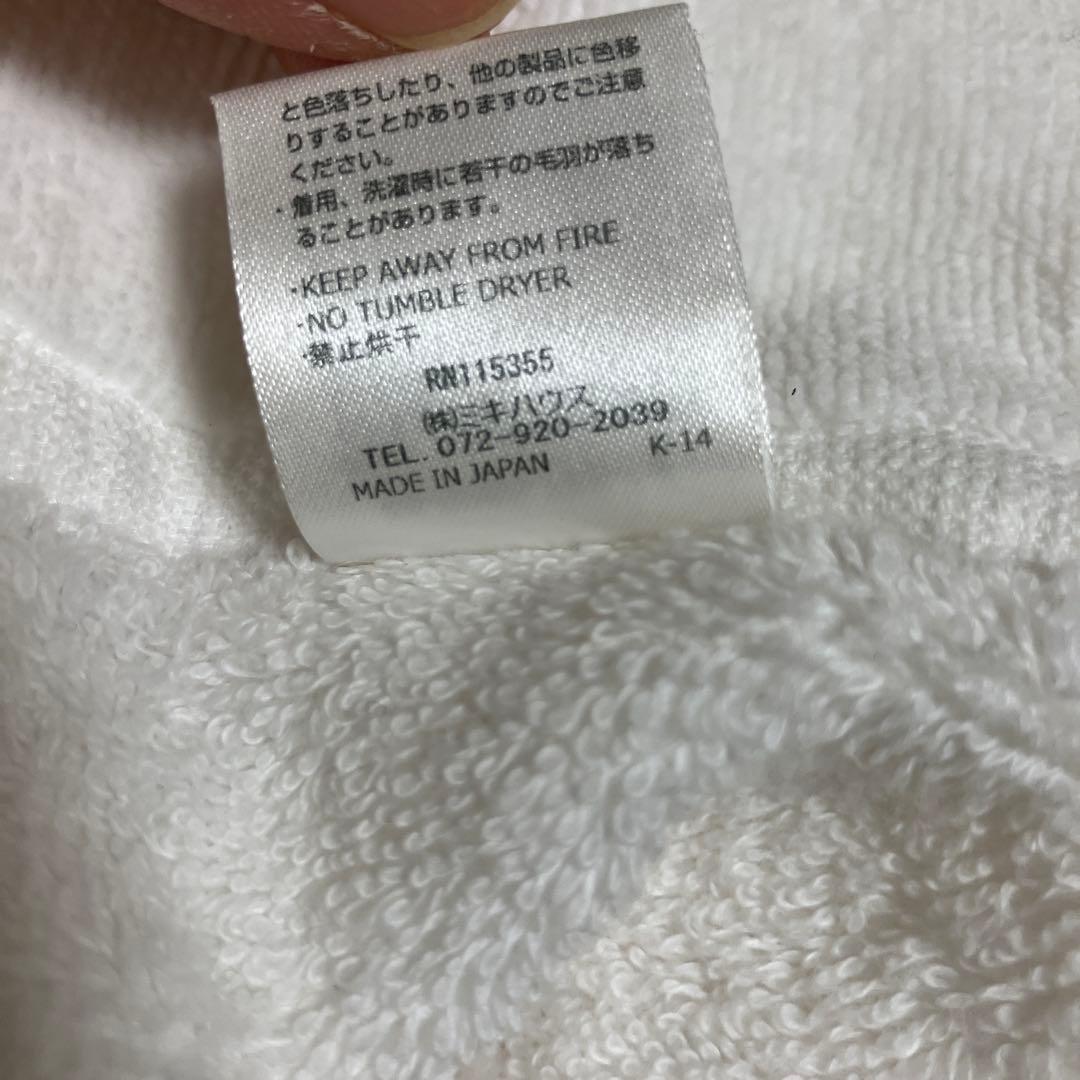 と色落ちしたり、他の製品に色移
りすることがありますのでご注意
ください。
・着用、洗濯時に若干の毛羽が落ち
ることがあります。
・KEEP AWAY FROM FIRE
・NO TUMBLE DRYER
・禁止烘干
RN115355
㈱ミキハウス
TEL. 072-920-2039
MADE IN JAPAN K-14